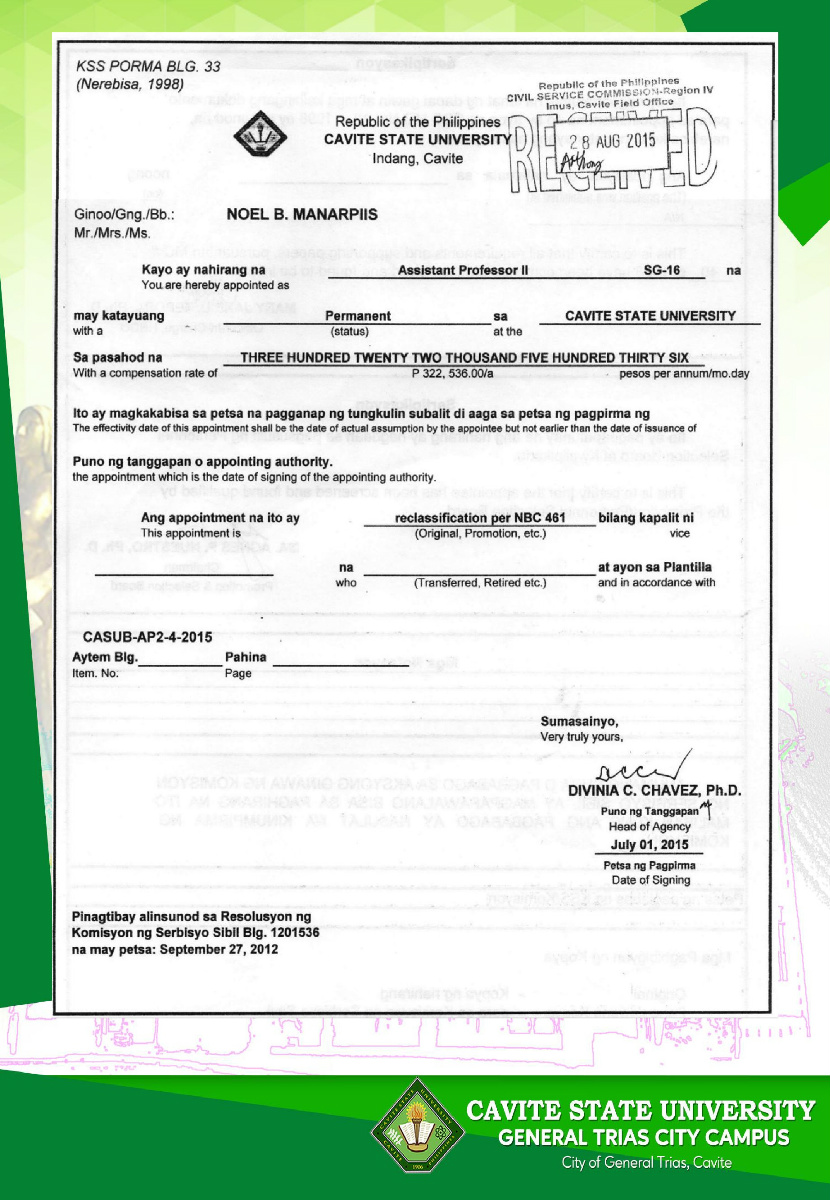 KSS PORMA BLG. 33
(Nerebisa, 1998)
Republic of the Philippines
CIVIL SERVICE COMMISSION-Region IV
Imus, Cavite Field Office
RECEIVED
28 AUG 2015
Republic of the Philippines
CAVITE STATE UNIVERSITY
Indang, Cavite
Ginoo/Gng./Bb.: NOEL B. MANARPIIS
Mr./Mrs./Ms.
Kayo ay nahirang na Assistant Professor II SG-16 na
You are hereby appointed as
may katayuang Permanent sa CAVITE STATE UNIVERSITY
with a (status) at the
Sa pasahod na THREE HUNDRED TWENTY TWO THOUSAND FIVE HUNDRED THIRTY SIX
With a compensation rate of P 322, 536.00/a pesos per annum/mo.day
Ito ay magkakabisa sa petsa na pagganap ng tungkulin subalit di aaga sa petsa ng pagpirma ng
The effectivity date of this appointment shall be the date of actual assumption by the appointee but not earlier than the date of issuance of
Puno ng tanggapan o appointing authority.
the appointment which is the date of signing of the appointing authority.
Ang appointment na ito ay reclassification per NBC 461 bilang kapalit ni
This appointment is (Original, Promotion, etc.) vice
na at ayon sa Plantilla
who (Transferred, Retired etc.) and in accordance with
CASUB-AP2-4-2015
Aytem Blg. Pahina
Item. No. Page
Sumasainyo,
Very truly yours,
DIVINIA C. CHAVEZ, Ph.D.
Puno ng Tanggapan
Head of Agency
July 01, 2015
Petsa ng Pagpirma
Date of Signing
Pinagtibay alinsunod sa Resolusyon ng
Komisyon ng Serbisyo Sibil Blg. 1201536
na may petsa: September 27, 2012
CAVITE STATE UNIVERSITY
GENERAL TRIAS CITY CAMPUS
City of General Trias, Cavite